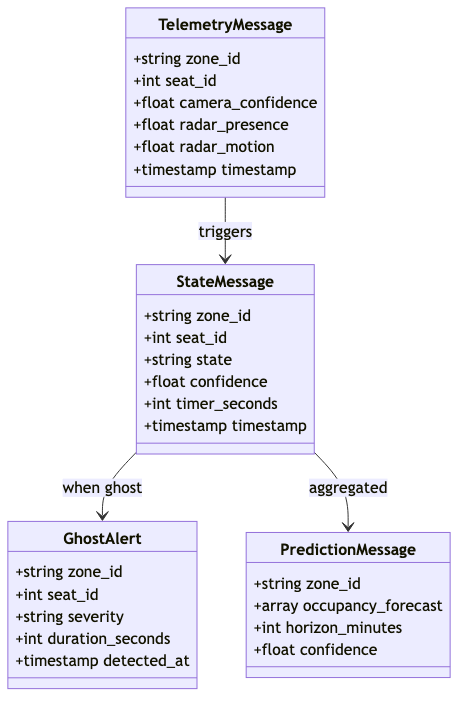 TelemetryMessage
+string zone_id
+int seat_id
+float camera_confidence
+float radar_presence
+float radar_motion
+timestamp timestamp
triggers
StateMessage
+string zone_id
+int seat_id
+string state
+float confidence
+int timer_seconds
+timestamp timestamp
when ghost
aggregated
GhostAlert
+string zone_id
+int seat_id
+string severity
+int duration_seconds
+timestamp detected_at
PredictionMessage
+string zone_id
+array occupancy_forecast
+int horizon_minutes
+float confidence